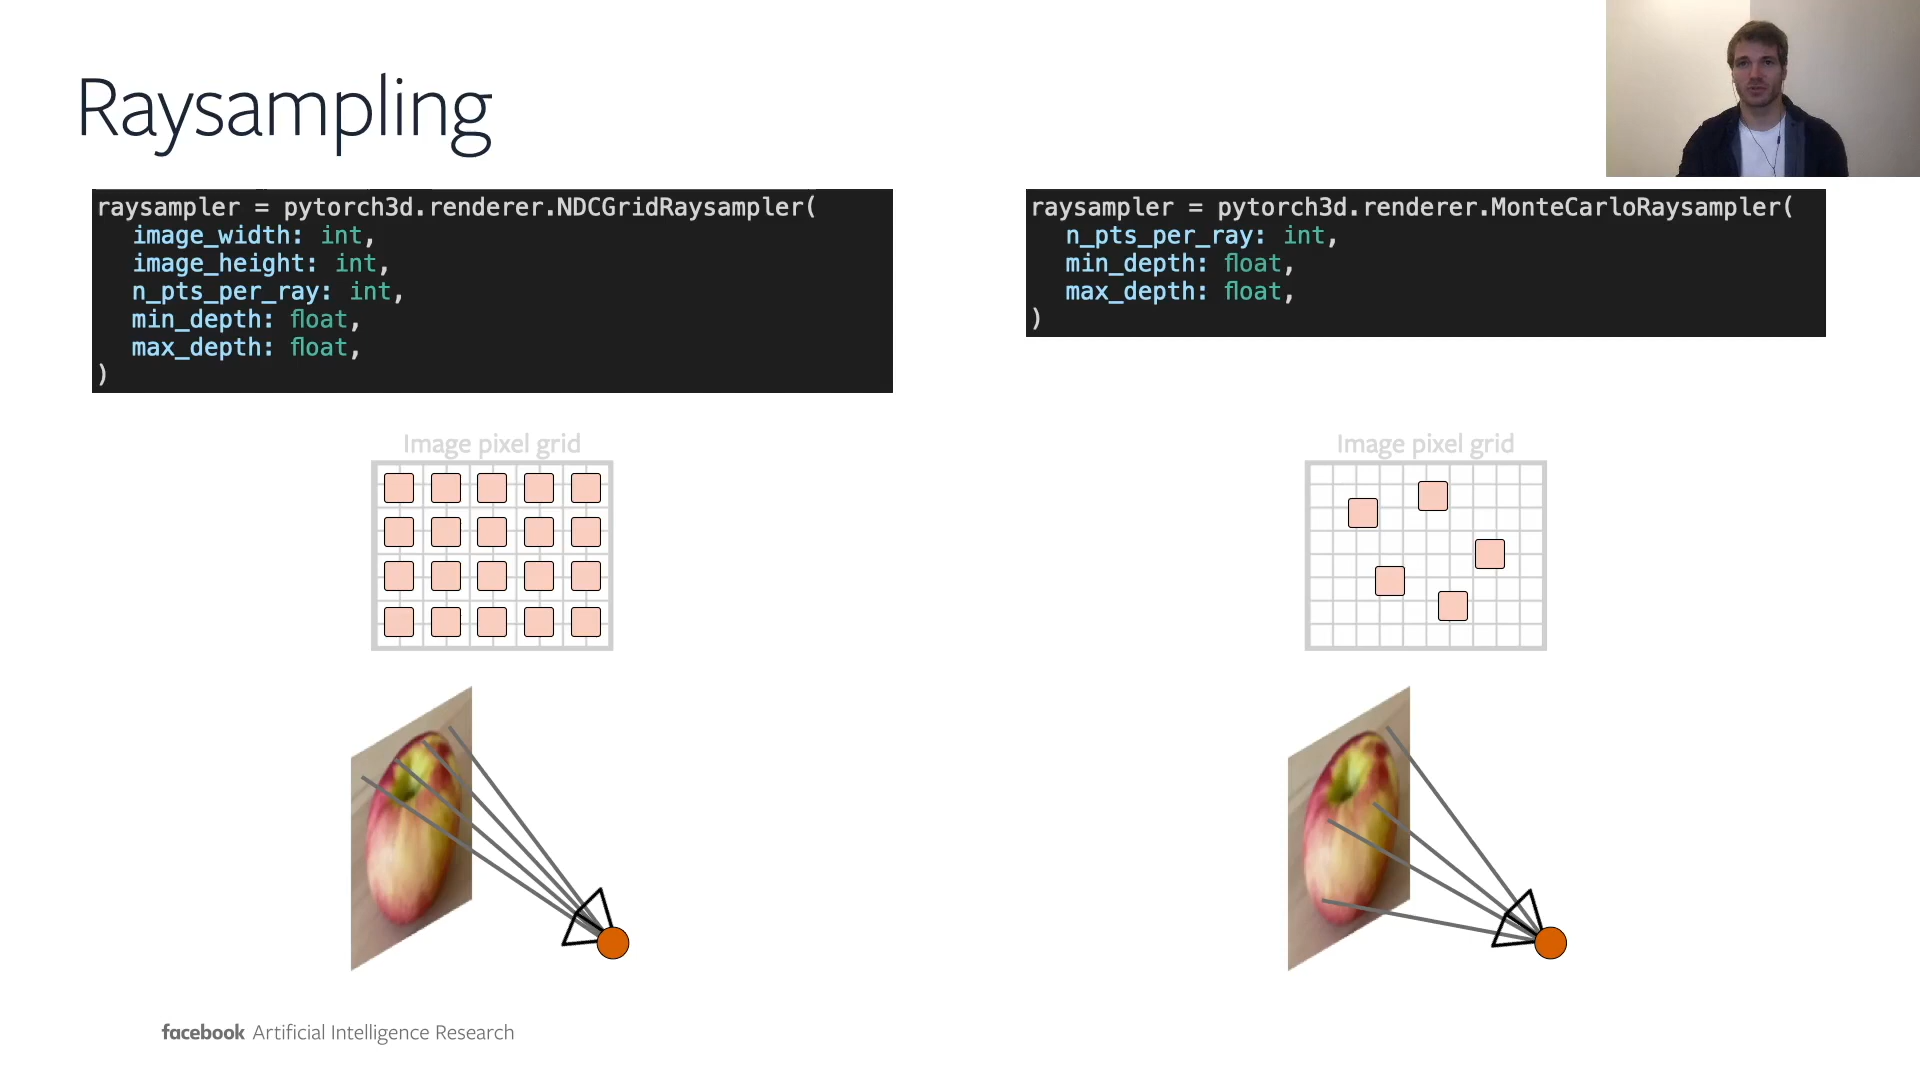 Raysampling
raysampler = pytorch3d.renderer.NDCGridRaysampler(
image_width: int,
image_height: int,
n_pts_per_ray: int,
min_depth: float,
max_depth: float,
)
Image pixel grid
raysampler = pytorch3d.renderer.MonteCarloRaysampler(
n_pts_per_ray: int,
min_depth: float,
max_depth: float,
)
Image pixel grid
facebook Artificial Intelligence Research